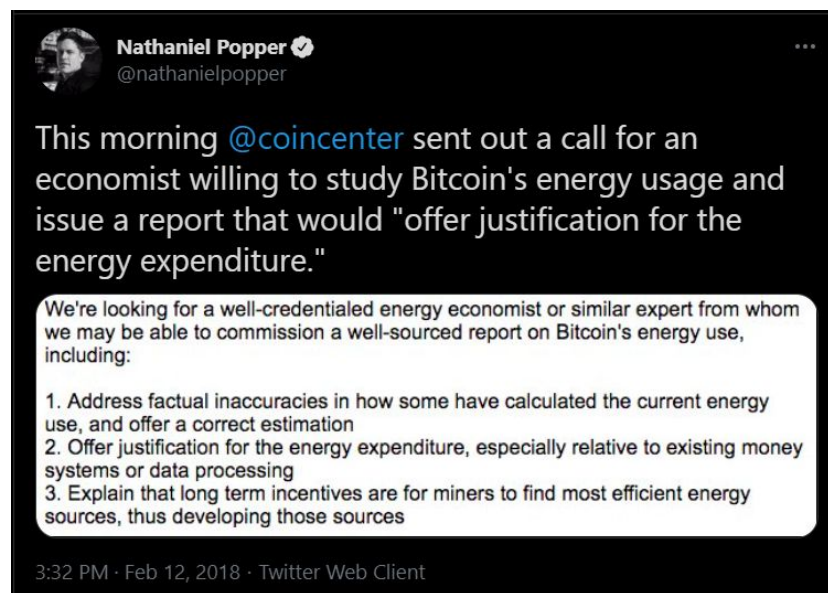 Nathaniel Popper
@nathanielpopper
This morning @coincenter sent out a call for an
economist willing to study Bitcoin's energy usage and
issue a report that would "offer justification for the
energy expenditure."
We're looking for a well-credentialed energy economist or similar expert from whom
we may be able to commission a well-sourced report on Bitcoin's energy use,
including:
1. Address factual inaccuracies in how some have calculated the current energy
use, and offer a correct estimation
2. Offer justification for the energy expenditure, especially relative to existing money
systems or data processing
3. Explain that long term incentives are for miners to find most efficient energy
sources, thus developing those sources
3:32 PM · Feb 12, 2018 · Twitter Web Client